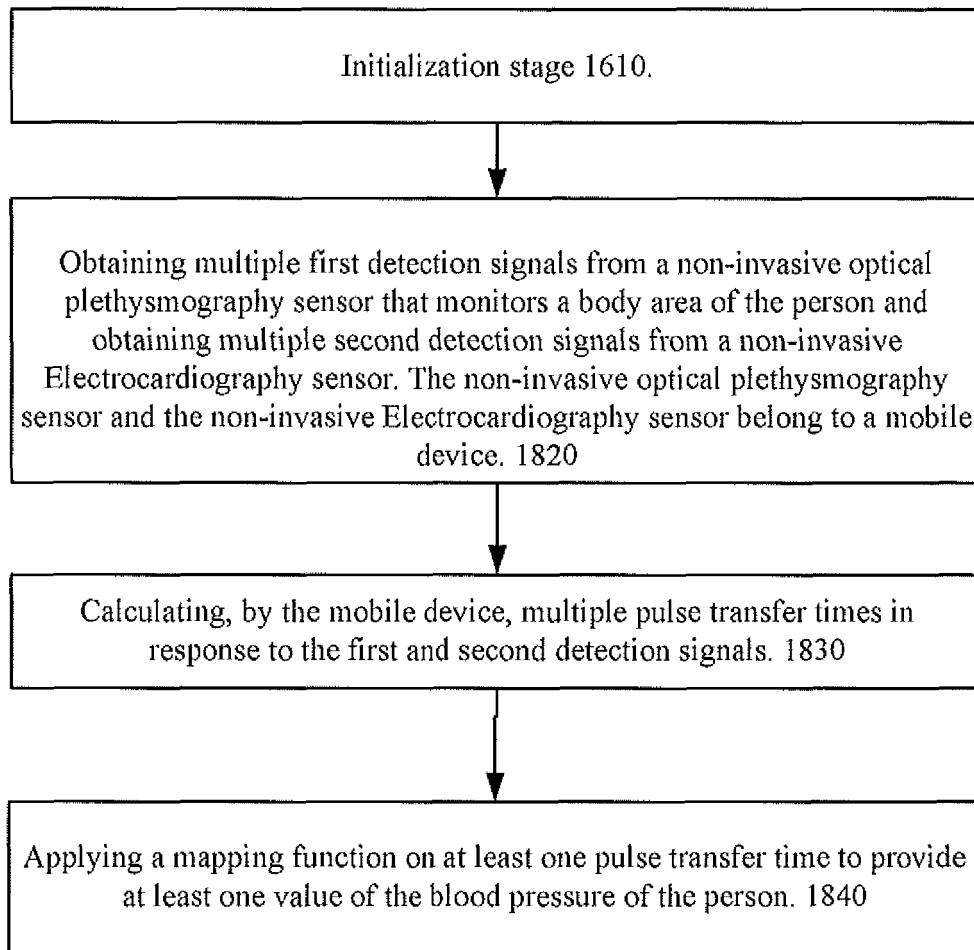 Initialization stage 1610.
Obtaining multiple first detection signals from a non-invasive optical
plethysmography sensor that monitors a body area of the person and
obtaining multiple second detection signals from a non-invasive
Electrocardiography sensor. The non-invasive optical plethysmography
sensor and the non-invasive Electrocardiography sensor belong to a mobile
device. 1820
Calculating, by the mobile device, multiple pulse transfer times in
response to the first and second detection signals. 1830
Applying a mapping function on at least one pulse transfer time to provide
at least one value of the blood pressure of the person. 1840